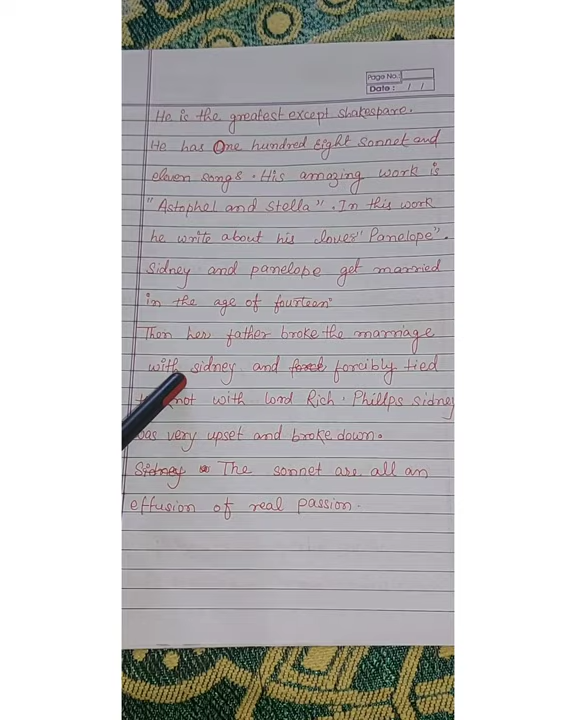 Page No.:
Date: / /
He is the greatest except shakespare.
He has One hundred Eight sonnet and
eleven songs. His amazing work is
"Astophel and Stella". In this work
he write about his lover "Panelope".
Sidney and panelope get married
in the age of fourteen"
Then her father broke the marriage
with sidney and forcibly tied
not with Lord Rich. Phillps sidney
was very upset and broke down.
Sidney The sonnet are all an
effusion of real passion.